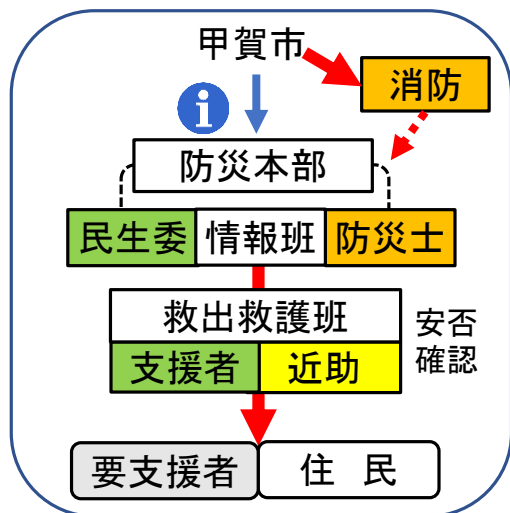 甲賀市
消防
i
防災本部
民生委 情報班 防災士
救出救護班
支援者 近助
安否
確認
要支援者 住 民